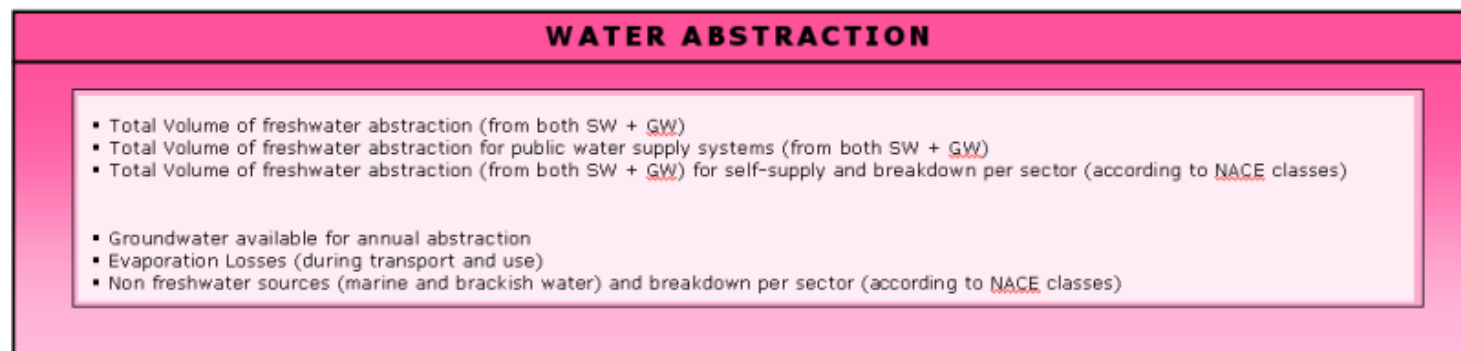 WATER ABSTRACTION
▪ Total Volume of freshwater abstraction (from both SW + GW)
▪ Total Volume of freshwater abstraction for public water supply systems (from both SW + GW)
▪ Total Volume of freshwater abstraction (from both SW + GW) for self-supply and breakdown per sector (according to NACE classes)
▪ Groundwater available for annual abstraction
▪ Evaporation Losses (during transport and use)
▪ Non freshwater sources (marine and brackish water) and breakdown per sector (according to NACE classes)